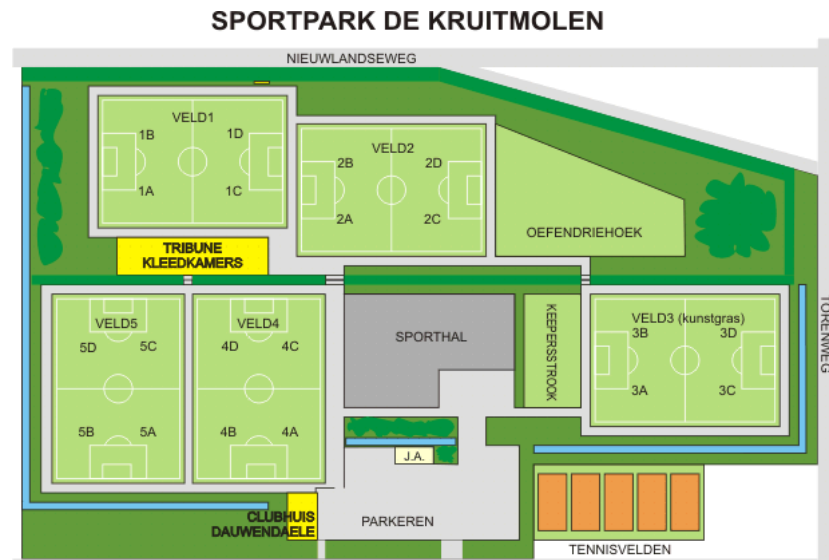 SPORTPARK DE KRUITMOLEN
NIEUWLANDSEWEG
VELD1
1B 1D
1A 1C
VELD2
2B 2D
2A 2C
OEFENDRIEHOEK
TRIBUNE
KLEEDKAMERS
TORENWEG
VELD5
5D 5C
5B 5A
VELD4
4D 4C
4B 4A
SPORTHAL
KEEPERSSTROOK
VELD3 (kunstgras)
3B 3D
3A 3C
J.A.
CLUBHUIS
DAUWENDAELE
PARKEREN
TENNISVELDEN